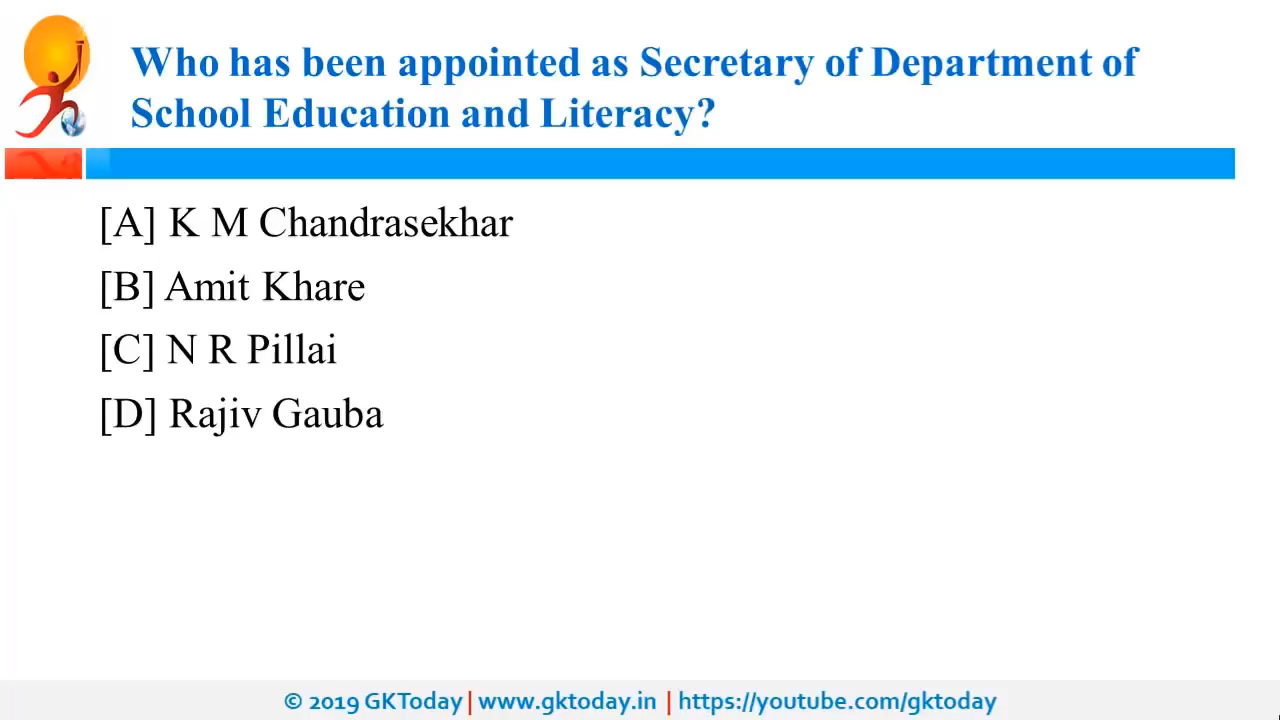 Who has been appointed as Secretary of Department of
School Education and Literacy?
[A] K M Chandrasekhar
[B] Amit Khare
[C] N R Pillai
[D] Rajiv Gauba
© 2019 GKToday | www.gktoday.in | https://youtube.com/gktoday